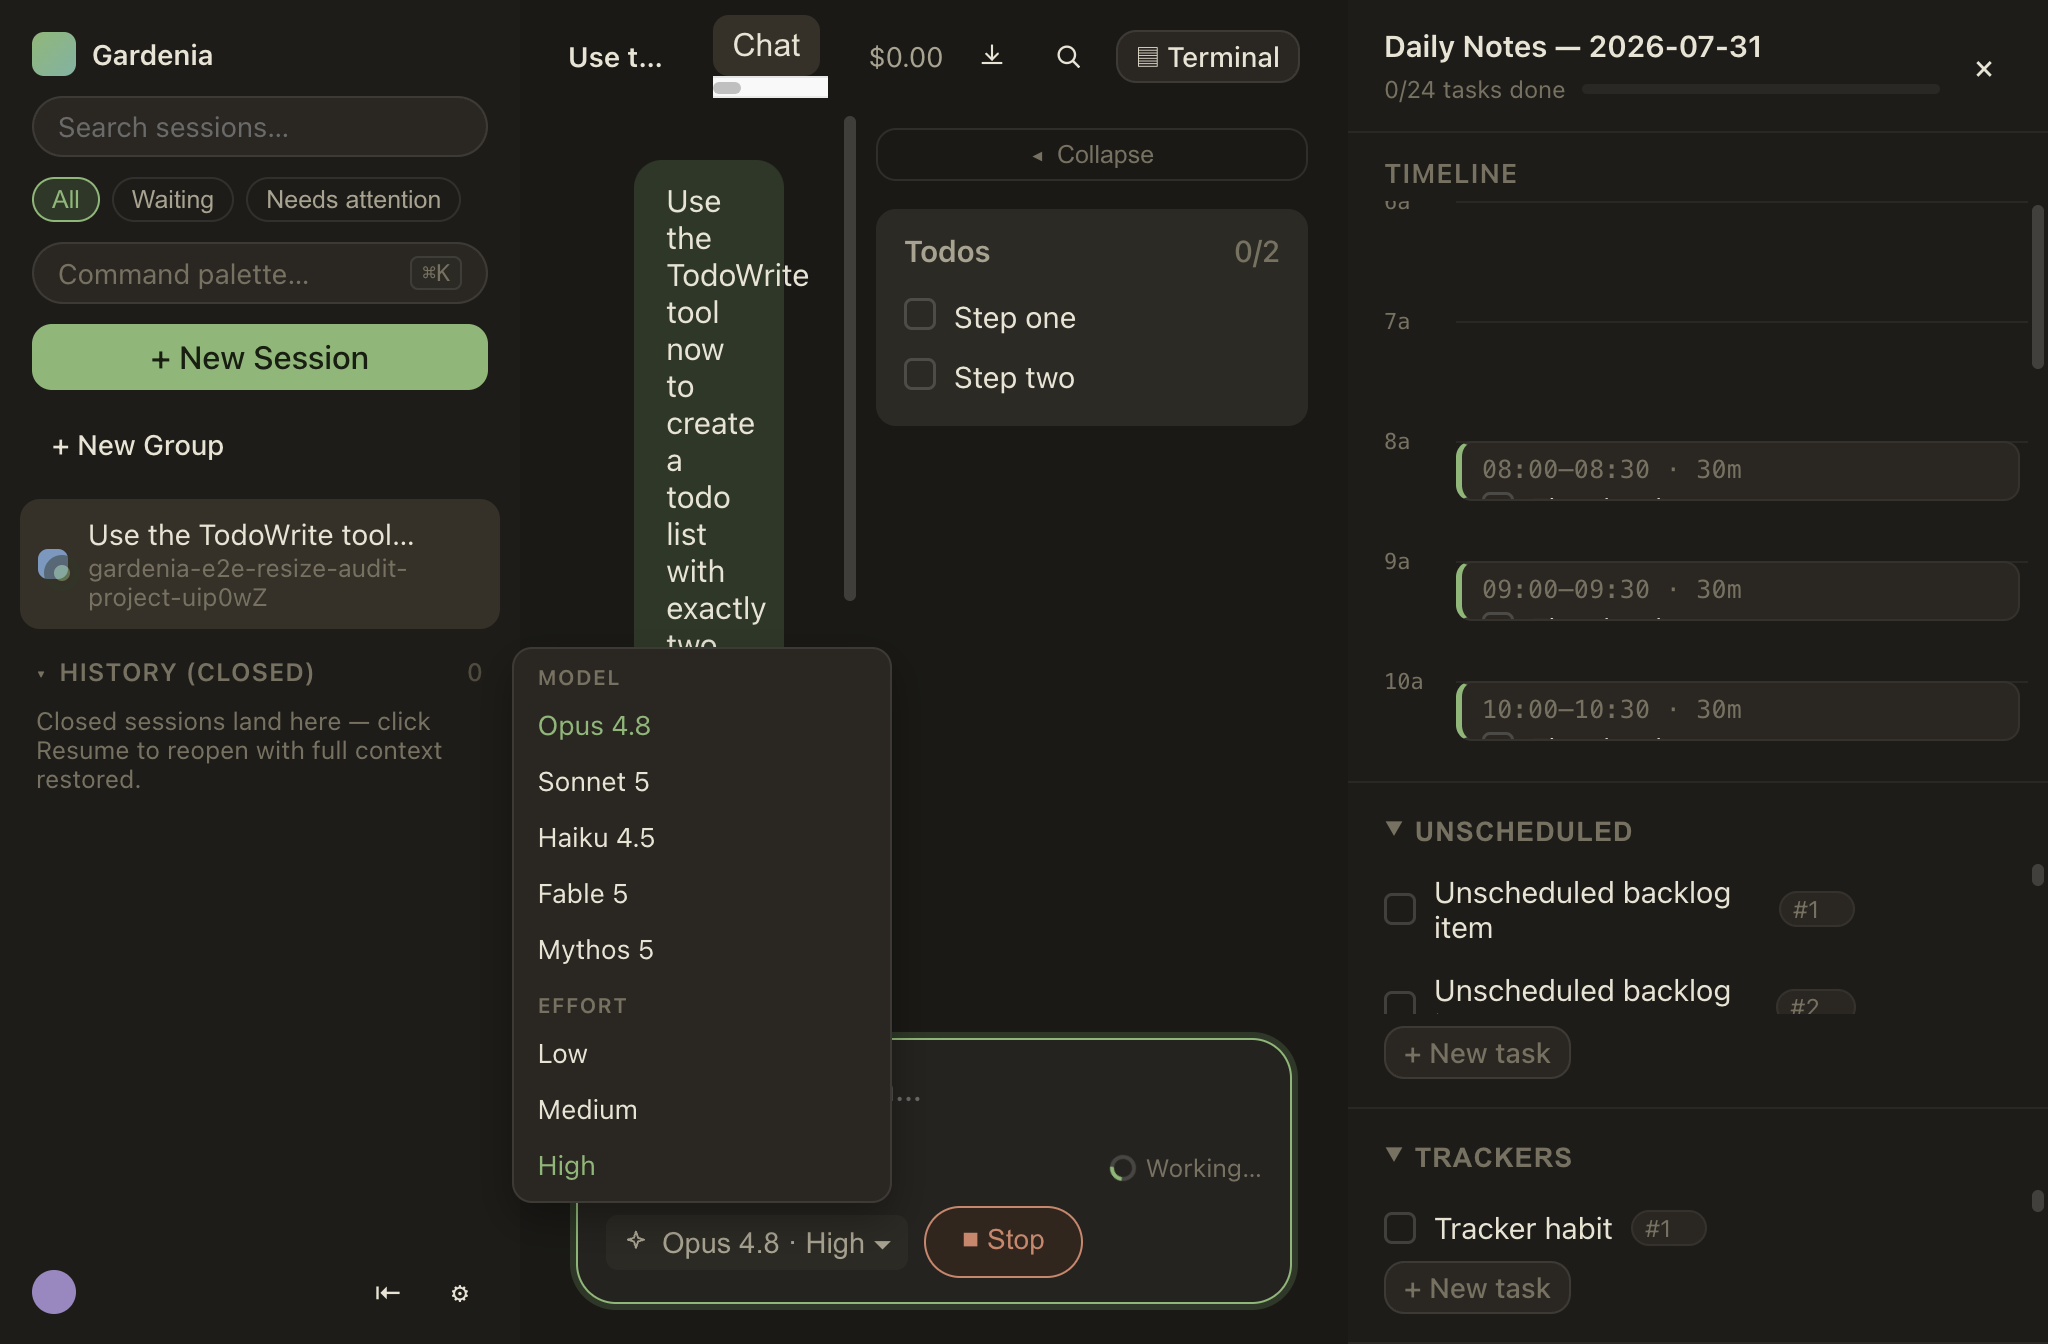 Gardenia
Search sessions...
All
Waiting
Needs attention
Command palette...
⌘K
+ New Session
+ New Group
Use the TodoWrite tool...
gardenia-e2e-resize-audit-
project-uip0wZ
▾ HISTORY (CLOSED) 0
Closed sessions land here — click
Resume to reopen with full context
restored.
Use t...
Chat
$0.00
Terminal
Use
the
TodoWrite
tool
now
to
create
a
todo
list
with
exactly
two
◂ Collapse
Todos 0/2
Step one
Step two
MODEL
Opus 4.8
Sonnet 5
Haiku 4.5
Fable 5
Mythos 5
EFFORT
Low
Medium
High
...
Working...
Opus 4.8 · High
Stop
Daily Notes — 2026-07-31
0/24 tasks done
TIMELINE
6a
7a
8a
08:00–08:30 · 30m
9a
09:00–09:30 · 30m
10a
10:00–10:30 · 30m
▼ UNSCHEDULED
Unscheduled backlog
item
#1
Unscheduled backlog
#2
+ New task
▼ TRACKERS
Tracker habit
#1
+ New task